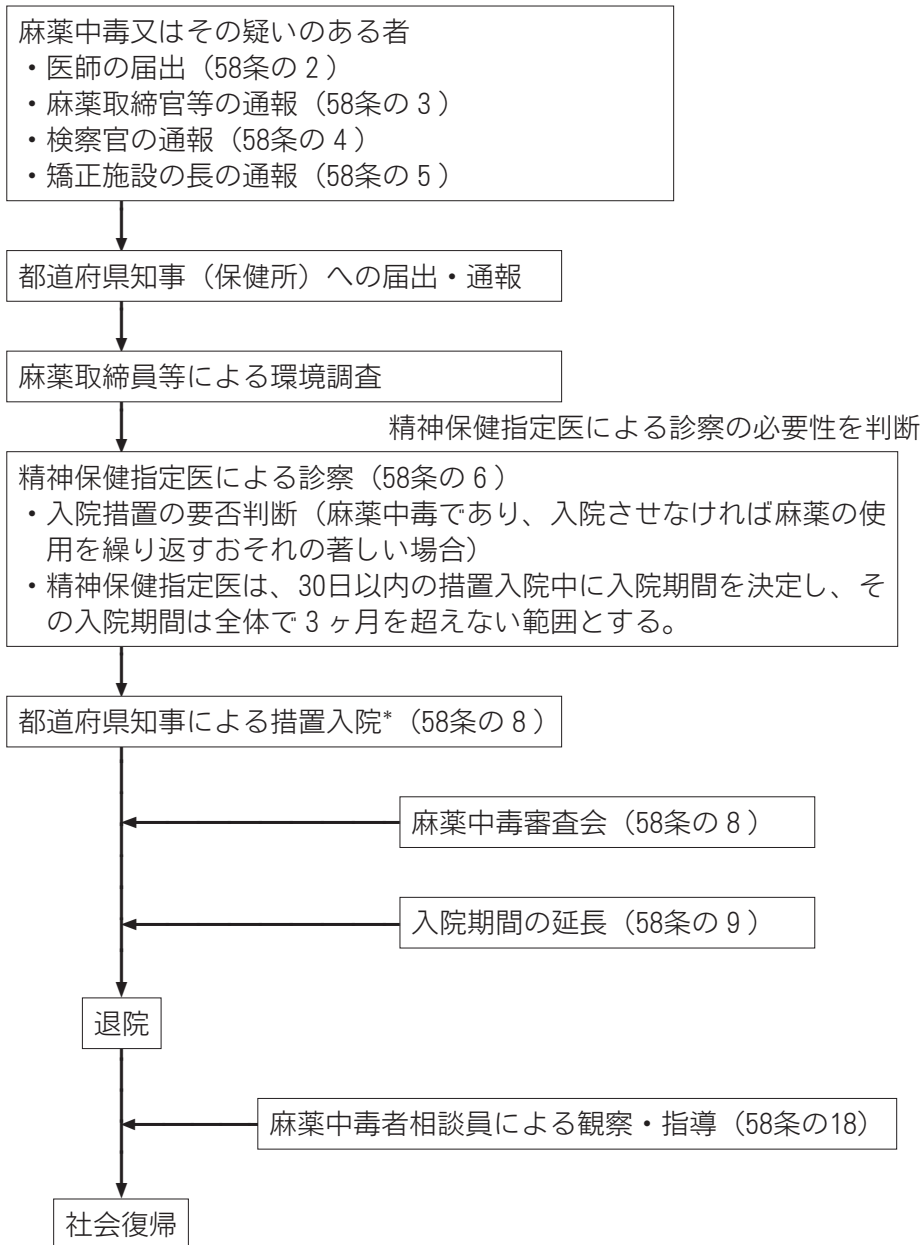 麻薬中毒又はその疑いのある者
・医師の届出（58条の2）
・麻薬取締官等の通報（58条の3）
・検察官の通報（58条の4）
・矯正施設の長の通報（58条の5）
都道府県知事（保健所）への届出・通報
麻薬取締員等による環境調査
精神保健指定医による診察の必要性を判断
精神保健指定医による診察（58条の6）
・入院措置の要否判断（麻薬中毒であり、入院させなければ麻薬の使
用を繰り返すおそれの著しい場合）
・精神保健指定医は、30日以内の措置入院中に入院期間を決定し、そ
の入院期間は全体で3ヶ月を超えない範囲とする。
都道府県知事による措置入院*（58条の8）
麻薬中毒審査会（58条の8）
入院期間の延長（58条の9）
退院
麻薬中毒者相談員による観察・指導（58条の18）
社会復帰